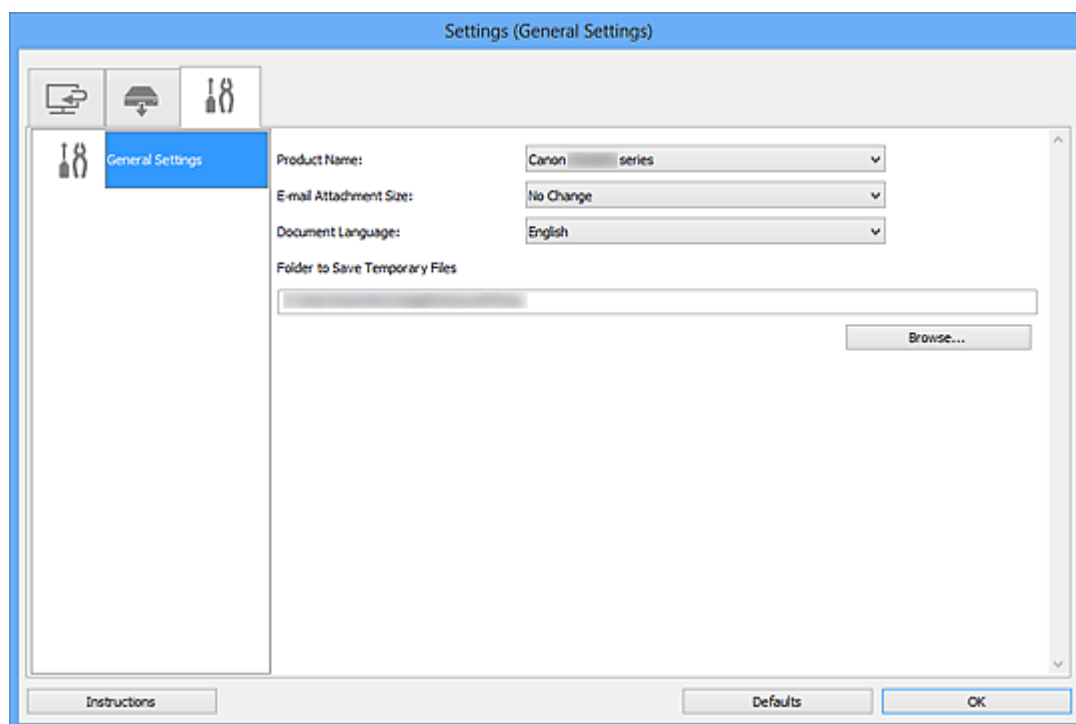 Settings (General Settings)
General Settings
Product Name:
Canon series
E-mail Attachment Size:
No Change
Document Language:
English
Folder to Save Temporary Files
Browse...
Instructions
Defaults
OK